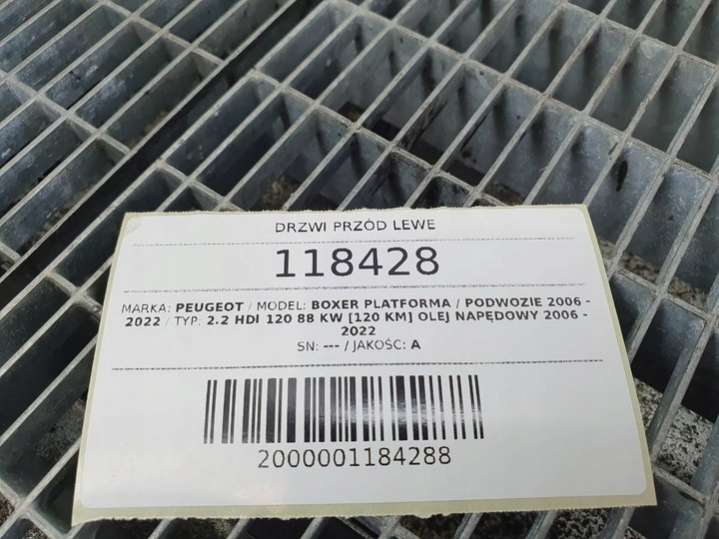 DRZWI PRZÓD LEWE
118428
MARKA: PEUGEOT / MODEL: BOXER PLATFORMA / PODWOZIE 2006 -
2022 / TYP: 2.2 HDI 120 88 KW [120 KM] OLEJ NAPĘDOWY 2006 -
2022
SN: --- / JAKOŚĆ: A
2000001184288